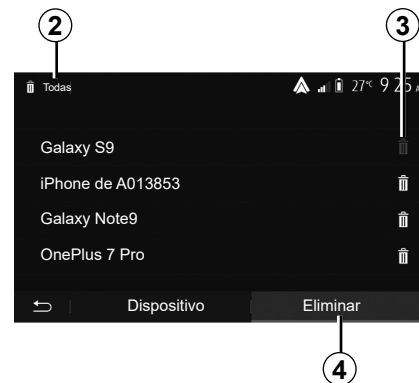 2
3
Todas 27°C 9 25
Galaxy S9
iPhone de A013853
Galaxy Note9
OnePlus 7 Pro
Dispositivo Eliminar
4